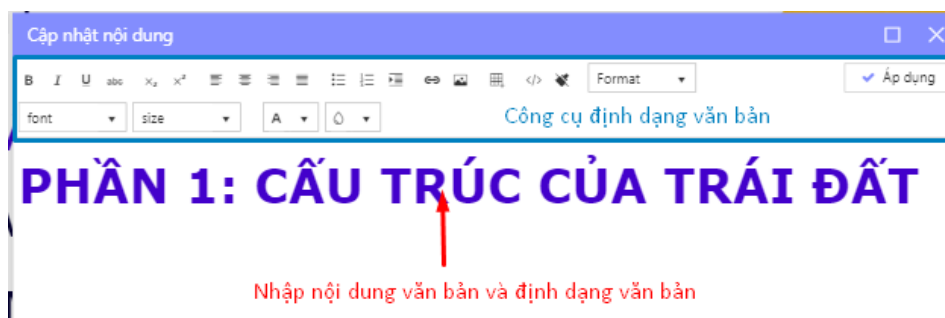 Cập nhật nội dung
B I U abc x₂ x² </> Format Áp dụng
font size A Công cụ định dạng văn bản
PHẦN 1: CẤU TRÚC CỦA TRÁI ĐẤT
Nhập nội dung văn bản và định dạng văn bản